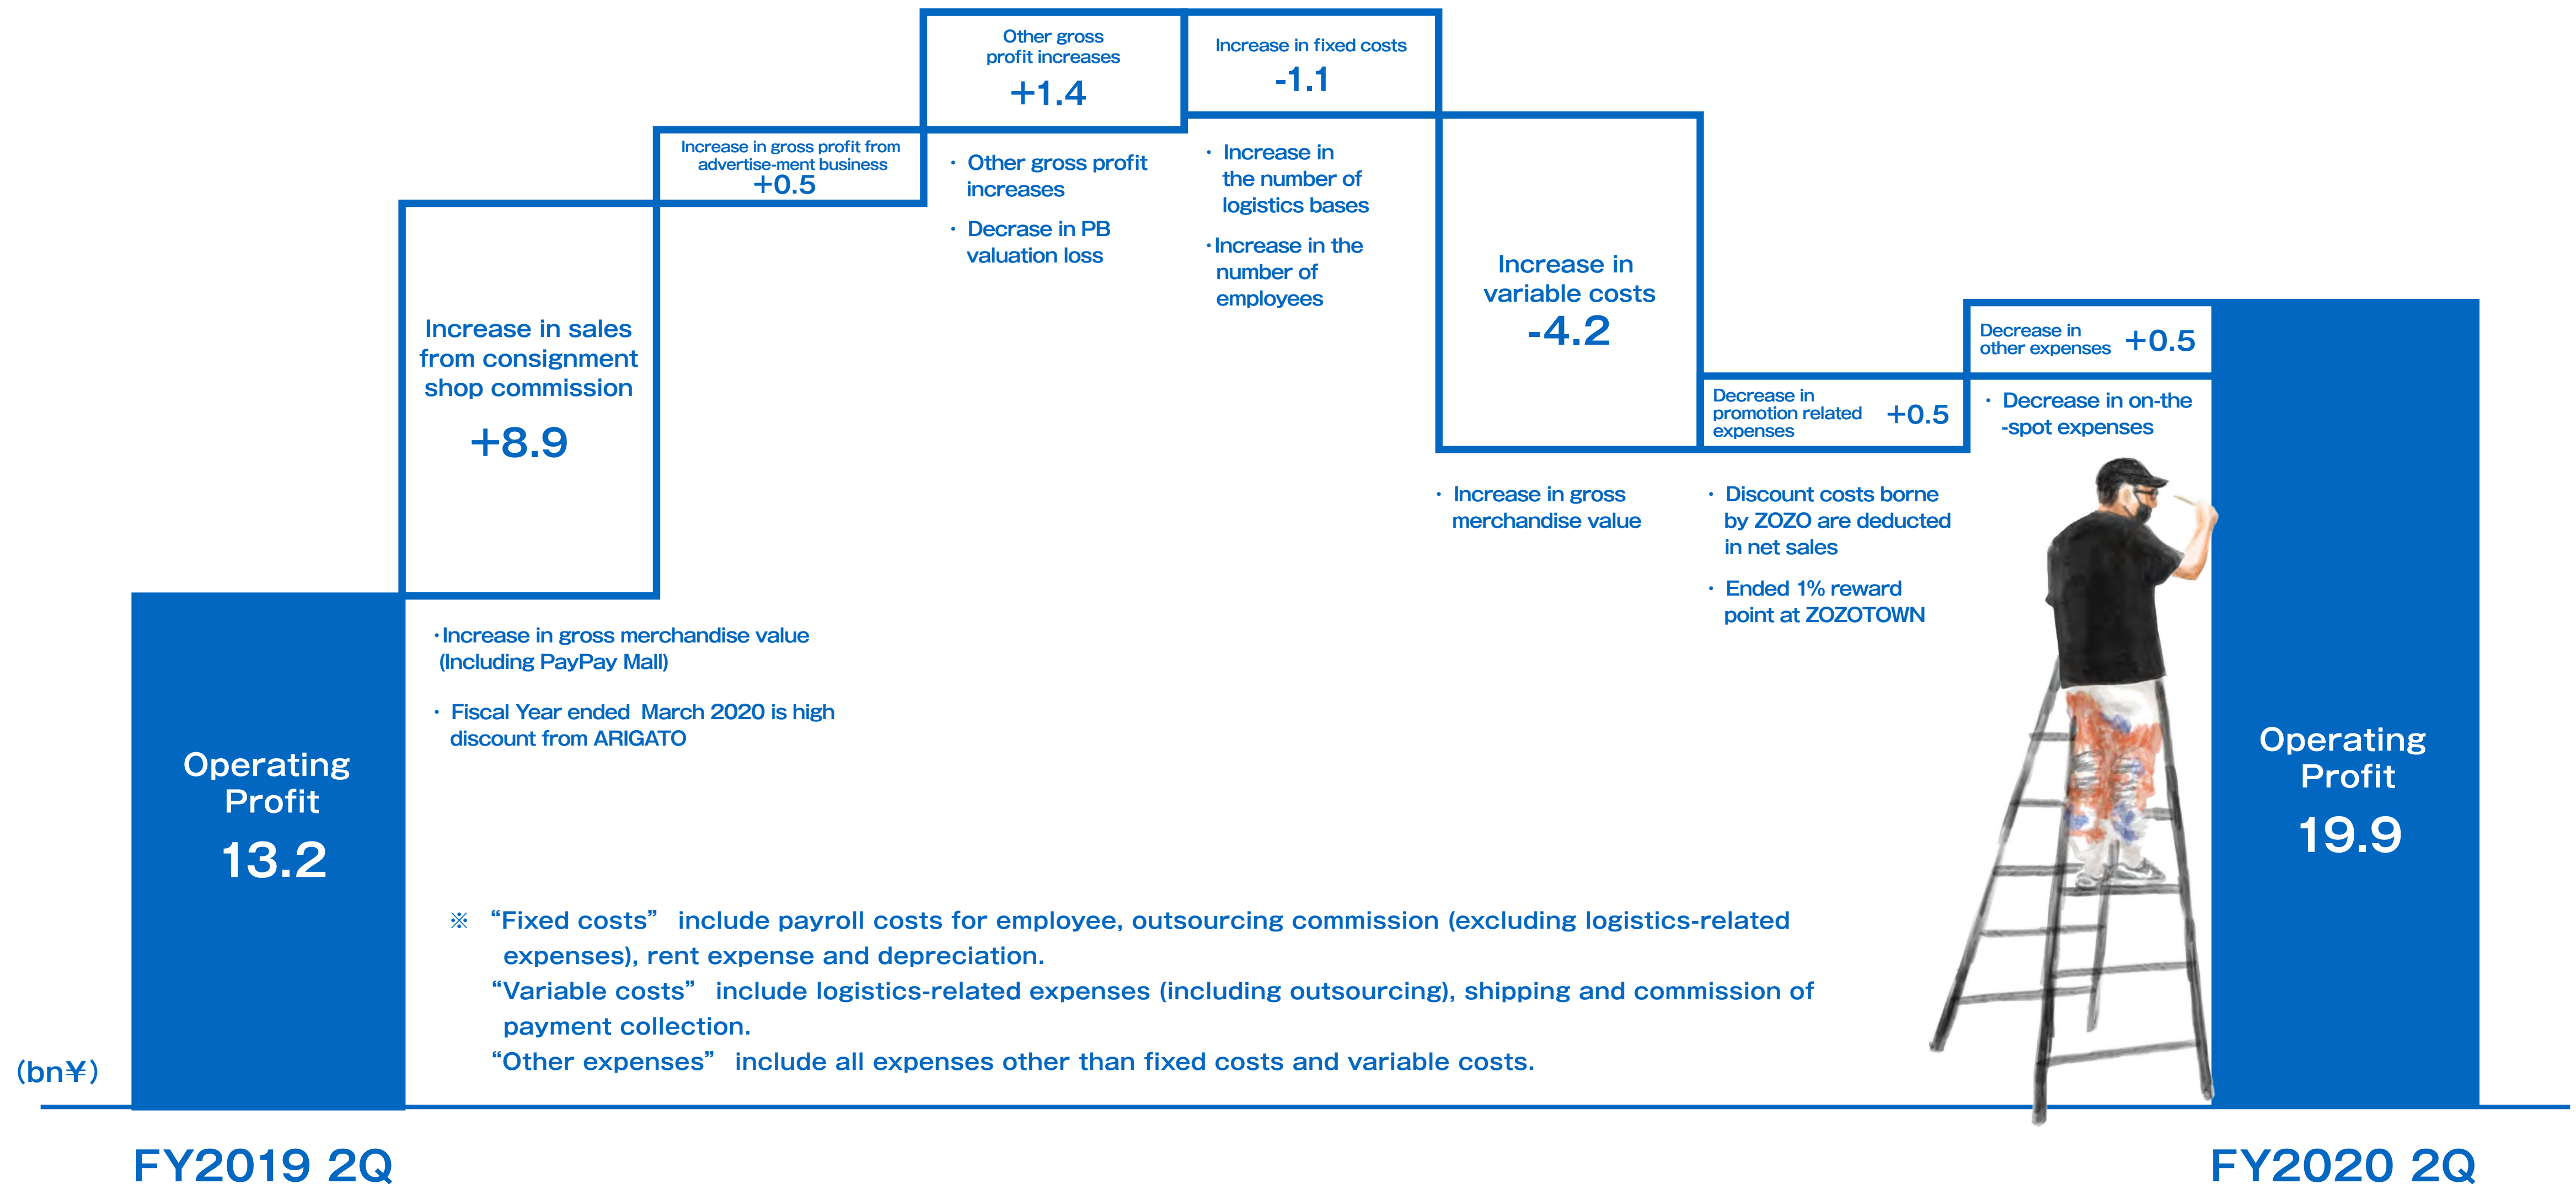 Other gross
profit increases
+1.4
Increase in fixed costs
-1.1
Increase in gross profit from
advertise-ment business
+0.5
・ Other gross profit
increases
・ Decrase in PB
valuation loss
・ Increase in
the number of
logistics bases
・Increase in the
number of
employees
Increase in sales
from consignment
shop commission
+8.9
Increase in
variable costs
-4.2
Decrease in
other expenses +0.5
Decrease in
promotion related
expenses +0.5
・ Decrease in on-the
-spot expenses
・ Increase in gross
merchandise value
・ Discount costs borne
by ZOZO are deducted
in net sales
・ Ended 1% reward
point at ZOZOTOWN
・Increase in gross merchandise value
(Including PayPay Mall)
・ Fiscal Year ended March 2020 is high
discount from ARIGATO
Operating
Profit
13.2
Operating
Profit
19.9
※ “Fixed costs” include payroll costs for employee, outsourcing commission (excluding logistics-related
expenses), rent expense and depreciation.
“Variable costs” include logistics-related expenses (including outsourcing), shipping and commission of
payment collection.
“Other expenses” include all expenses other than fixed costs and variable costs.
(bn¥)
FY2019 2Q
FY2020 2Q